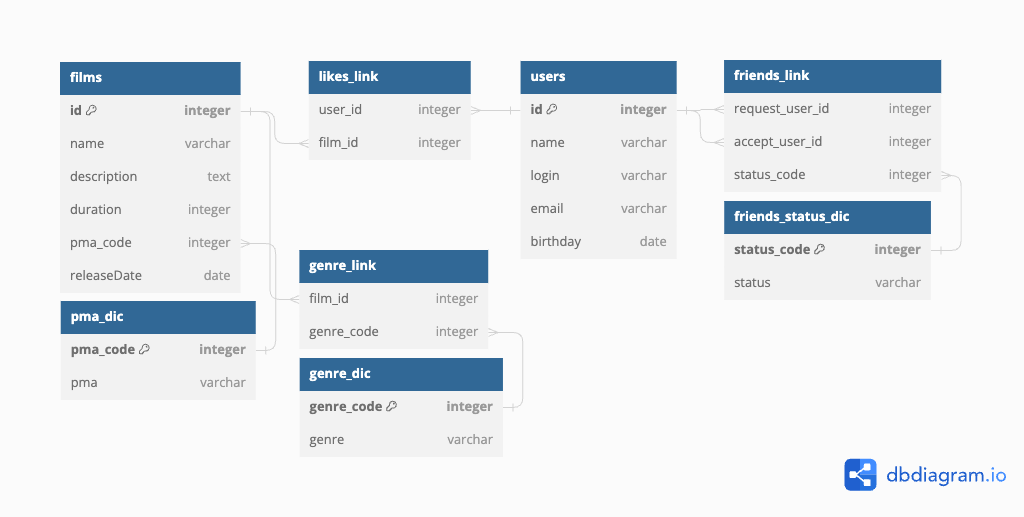 films
id integer
name varchar
description text
duration integer
pma_code integer
releaseDate date
pma_dic
pma_code integer
pma varchar
likes_link
user_id integer
film_id integer
genre_link
film_id integer
genre_code integer
genre_dic
genre_code integer
genre varchar
users
id integer
name varchar
login varchar
email varchar
birthday date
friends_link
request_user_id integer
accept_user_id integer
status_code integer
friends_status_dic
status_code integer
status varchar
dbdiagram.io